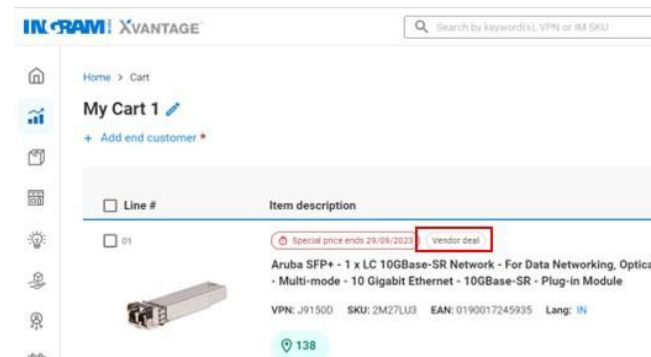 INGRAM XVANTAGE
Search by keyword(s), VPN or IM SKU
Home > Cart
My Cart 1
+ Add end customer *
Line # Item description
01 Special price ends 29/09/2023 Vendor deal
Aruba SFP+ - 1 x LC 10GBase-SR Network - For Data Networking, Optica
- Multi-mode - 10 Gigabit Ethernet - 10GBase-SR - Plug-in Module
VPN: J9150D SKU: 2M27LU3 EAN: 0190017245935 Lang: IN
138